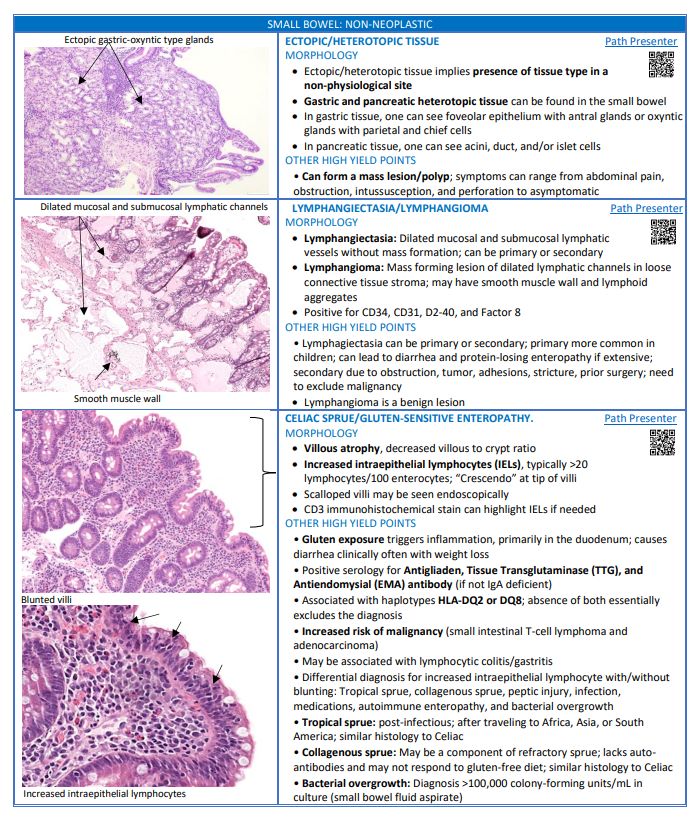 SMALL BOWEL: NON-NEOPLASTIC
Ectopic gastric-oxyntic type glands
ECTOPIC/HETEROTOPIC TISSUE
Path Presenter
MORPHOLOGY
• Ectopic/heterotopic tissue implies presence of tissue type in a
non-physiological site
• Gastric and pancreatic heterotopic tissue can be found in the small bowel
• In gastric tissue, one can see foveolar epithelium with antral glands or oxyntic
glands with parietal and chief cells
• In pancreatic tissue, one can see acini, duct, and/or islet cells
OTHER HIGH YIELD POINTS
• Can form a mass lesion/polyp; symptoms can range from abdominal pain,
obstruction, intussusception, and perforation to asymptomatic
Dilated mucosal and submucosal lymphatic channels
Smooth muscle wall
LYMPHANGIECTASIA/LYMPHANGIOMA
Path Presenter
MORPHOLOGY
• Lymphangiectasia: Dilated mucosal and submucosal lymphatic
vessels without mass formation; can be primary or secondary
• Lymphangioma: Mass forming lesion of dilated lymphatic channels in loose
connective tissue stroma; may have smooth muscle wall and lymphoid
aggregates
• Positive for CD34, CD31, D2-40, and Factor 8
OTHER HIGH YIELD POINTS
• Lymphagiectasia can be primary or secondary; primary more common in
children; can lead to diarrhea and protein-losing enteropathy if extensive;
secondary due to obstruction, tumor, adhesions, stricture, prior surgery; need
to exclude malignancy
• Lymphangioma is a benign lesion
Blunted villi
Increased intraepithelial lymphocytes
CELIAC SPRUE/GLUTEN-SENSITIVE ENTEROPATHY.
Path Presenter
MORPHOLOGY
• Villous atrophy, decreased villous to crypt ratio
• Increased intraepithelial lymphocytes (IELs), typically >20
lymphocytes/100 enterocytes; “Crescendo” at tip of villi
• Scalloped villi may be seen endoscopically
• CD3 immunohistochemical stain can highlight IELs if needed
OTHER HIGH YIELD POINTS
• Gluten exposure triggers inflammation, primarily in the duodenum; causes
diarrhea clinically often with weight loss
• Positive serology for Antigliaden, Tissue Transglutaminase (TTG), and
Antiendomysial (EMA) antibody (if not IgA deficient)
• Associated with haplotypes HLA-DQ2 or DQ8; absence of both essentially
excludes the diagnosis
• Increased risk of malignancy (small intestinal T-cell lymphoma and
adenocarcinoma)
• May be associated with lymphocytic colitis/gastritis
• Differential diagnosis for increased intraepithelial lymphocyte with/without
blunting: Tropical sprue, collagenous sprue, peptic injury, infection,
medications, autoimmune enteropathy, and bacterial overgrowth
• Tropical sprue: post-infectious; after traveling to Africa, Asia, or South
America; similar histology to Celiac
• Collagenous sprue: May be a component of refractory sprue; lacks auto-
antibodies and may not respond to gluten-free diet; similar histology to Celiac
• Bacterial overgrowth: Diagnosis >100,000 colony-forming units/mL in
culture (small bowel fluid aspirate)